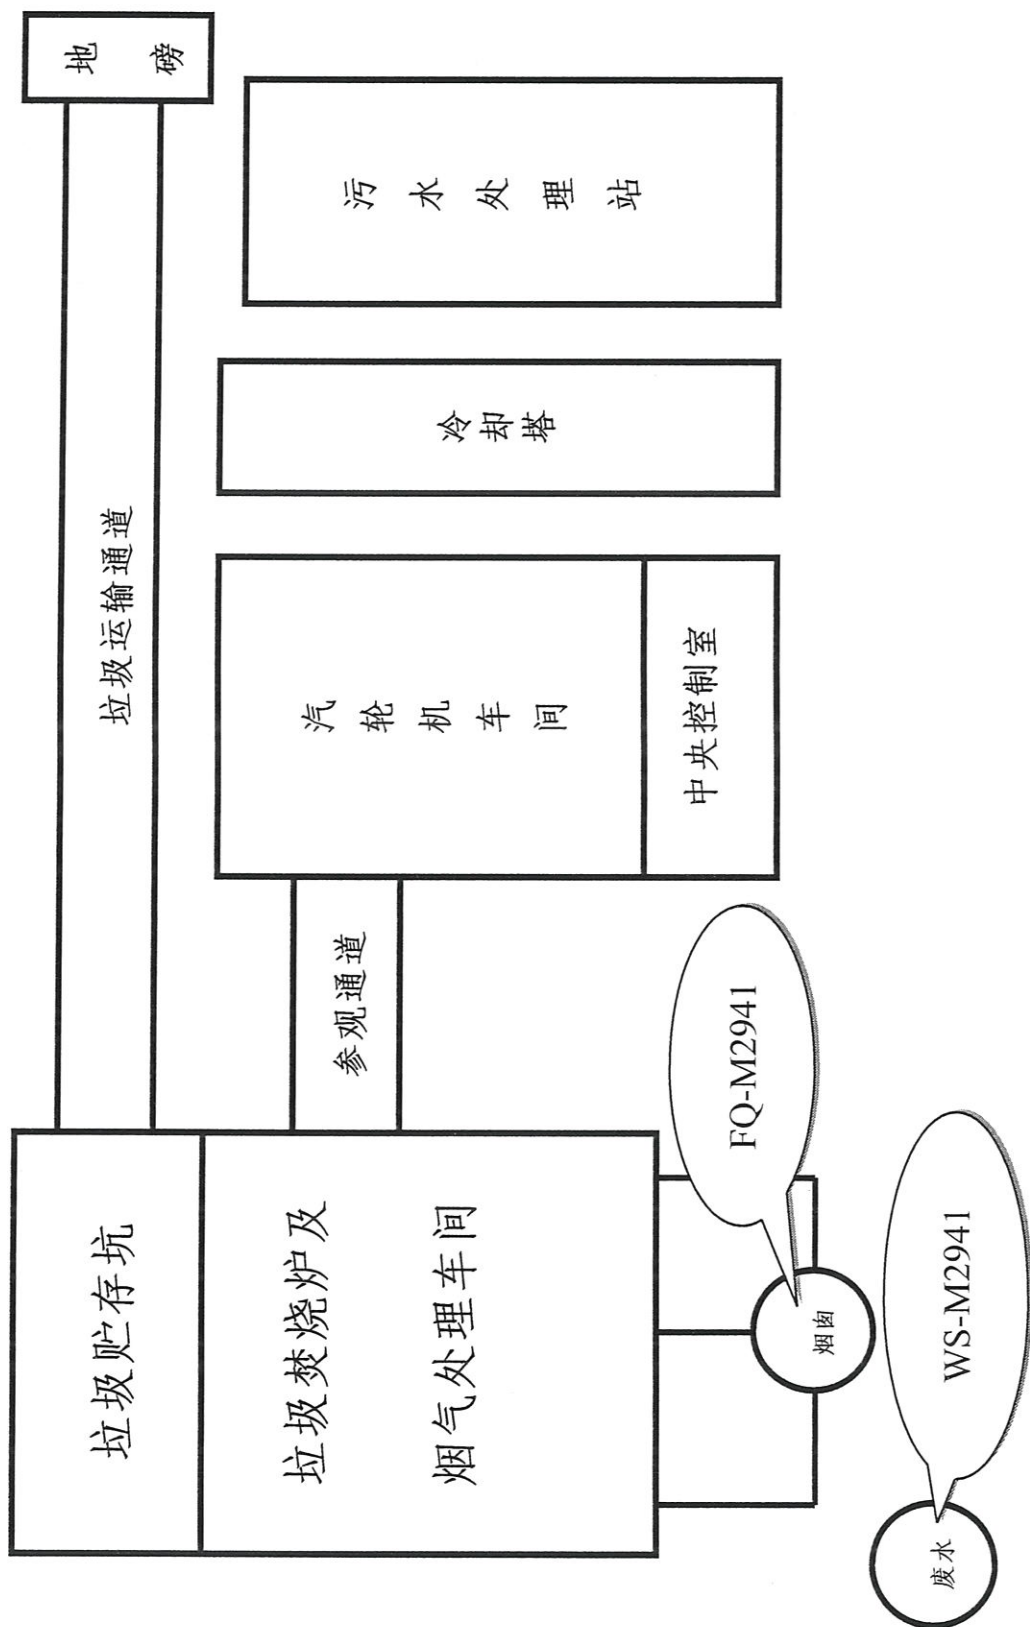 地磅
污水处理站
冷却塔
垃圾运输通道
汽轮机车间
中央控制室
参观通道
FQ-M2941
垃圾贮存坑
垃圾焚烧炉及
烟气处理车间
烟囱
WS-M2941
废水